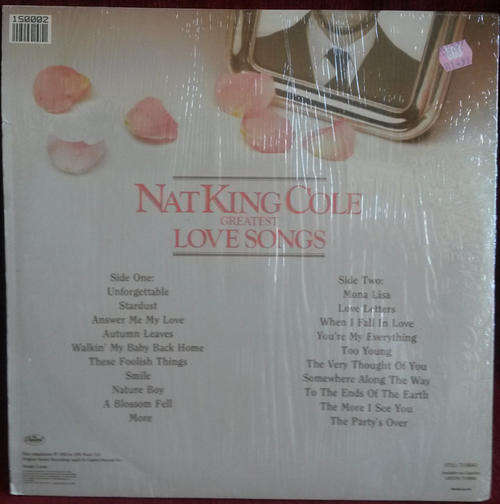 150002
NAT KING COLE
GREATEST
LOVE SONGS
Side One:
Unforgettable
Stardust
Answer Me My Love
Autumn Leaves
Walkin' My Baby Back Home
These Foolish Things
Smile
Nature Boy
A Blossom Fell
More
Side Two:
Mona Lisa
Love Letters
When I Fall In Love
You're My Everything
Too Young
The Very Thought Of You
Somewhere Along The Way
To The Ends Of The Earth
The More I See You
The Party's Over
Capitol